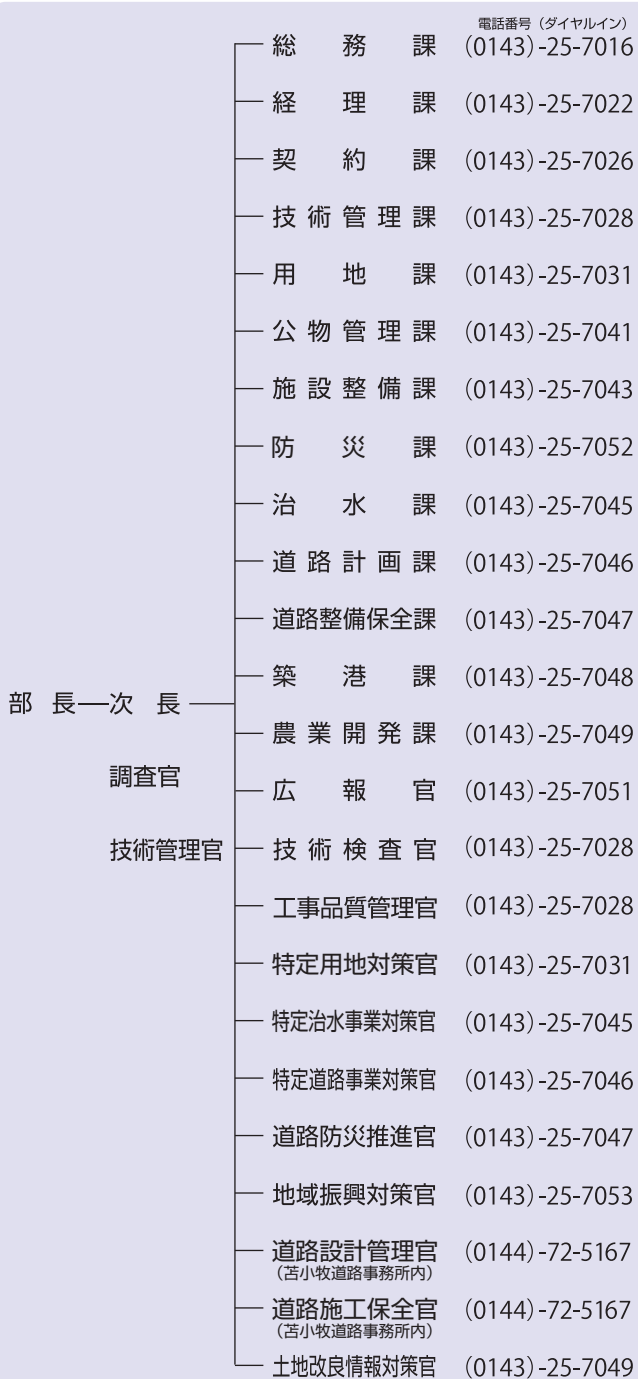 電話番号（ダイヤルイン）
総務課 (0143)-25-7016
経理課 (0143)-25-7022
契約課 (0143)-25-7026
技術管理課 (0143)-25-7028
用地課 (0143)-25-7031
公物管理課 (0143)-25-7041
施設整備課 (0143)-25-7043
防災課 (0143)-25-7052
治水課 (0143)-25-7045
道路計画課 (0143)-25-7046
道路整備保全課 (0143)-25-7047
築港課 (0143)-25-7048
部長―次長
農業開発課 (0143)-25-7049
調査官
広報官 (0143)-25-7051
技術管理官
技術検査官 (0143)-25-7028
工事品質管理官 (0143)-25-7028
特定用地対策官 (0143)-25-7031
特定治水事業対策官 (0143)-25-7045
特定道路事業対策官 (0143)-25-7046
道路防災推進官 (0143)-25-7047
地域振興対策官 (0143)-25-7053
道路設計管理官 (0144)-72-5167
（苫小牧道路事務所内）
道路施工保全官 (0144)-72-5167
（苫小牧道路事務所内）
土地改良情報対策官 (0143)-25-7049